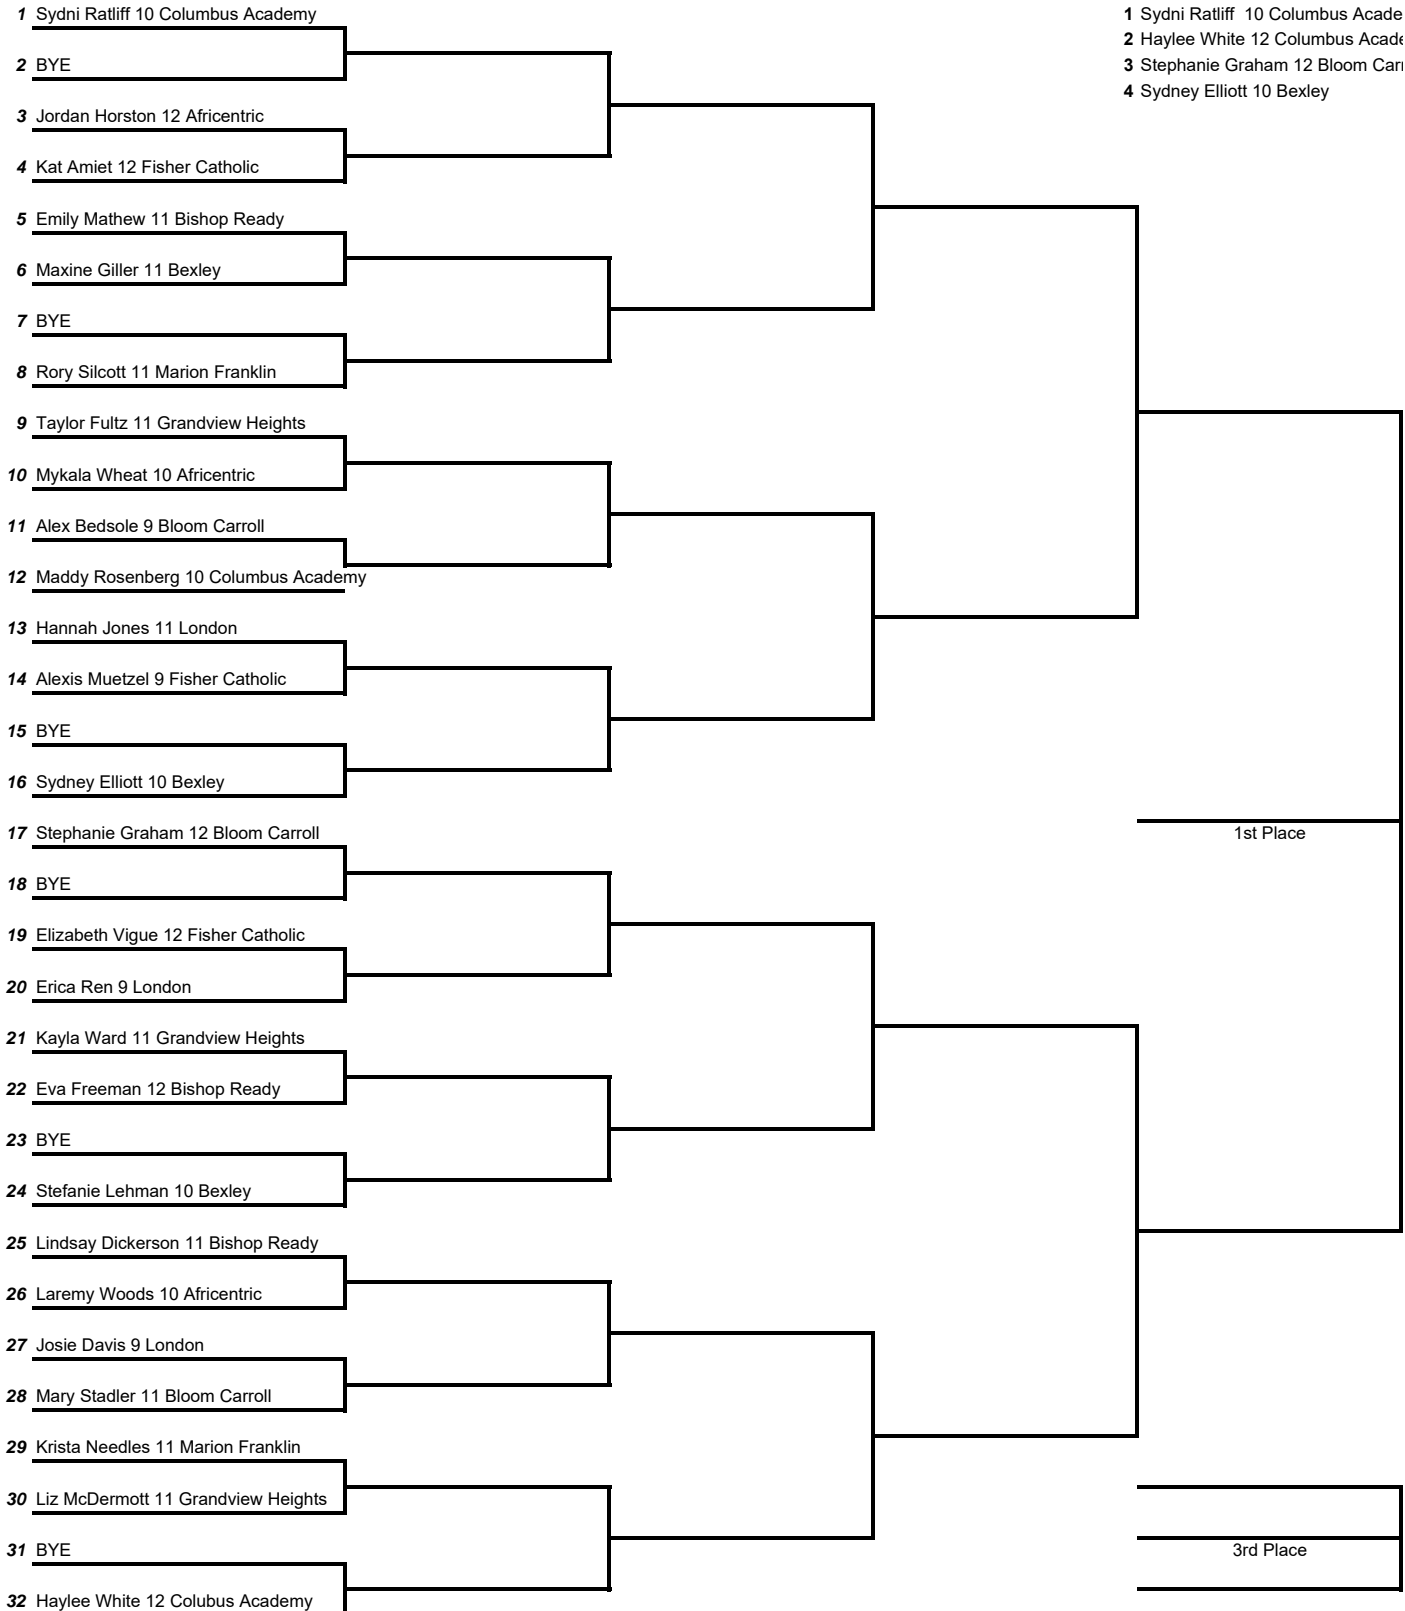 1 Sydni Ratliff 10 Columbus Academy
2 BYE
3 Jordan Horston 12 Africentric
4 Kat Amiet 12 Fisher Catholic
5 Emily Mathew 11 Bishop Ready
6 Maxine Giller 11 Bexley
7 BYE
8 Rory Silcott 11 Marion Franklin
9 Taylor Fultz 11 Grandview Heights
10 Mykala Wheat 10 Africentric
11 Alex Bedsole 9 Bloom Carroll
12 Maddy Rosenberg 10 Columbus Academy
13 Hannah Jones 11 London
14 Alexis Muetzel 9 Fisher Catholic
15 BYE
16 Sydney Elliott 10 Bexley
17 Stephanie Graham 12 Bloom Carroll
18 BYE
19 Elizabeth Vigue 12 Fisher Catholic
20 Erica Ren 9 London
21 Kayla Ward 11 Grandview Heights
22 Eva Freeman 12 Bishop Ready
23 BYE
24 Stefanie Lehman 10 Bexley
25 Lindsay Dickerson 11 Bishop Ready
26 Laremy Woods 10 Africentric
27 Josie Davis 9 London
28 Mary Stadler 11 Bloom Carroll
29 Krista Needles 11 Marion Franklin
30 Liz McDermott 11 Grandview Heights
31 BYE
32 Haylee White 12 Colubus Academy
1 Sydni Ratliff 10 Columbus
2 Haylee White 12 Columbus
3 Stephanie Graham 12 Bloom
4 Sydney Elliott 10 Bexley
1st Place
3rd Place